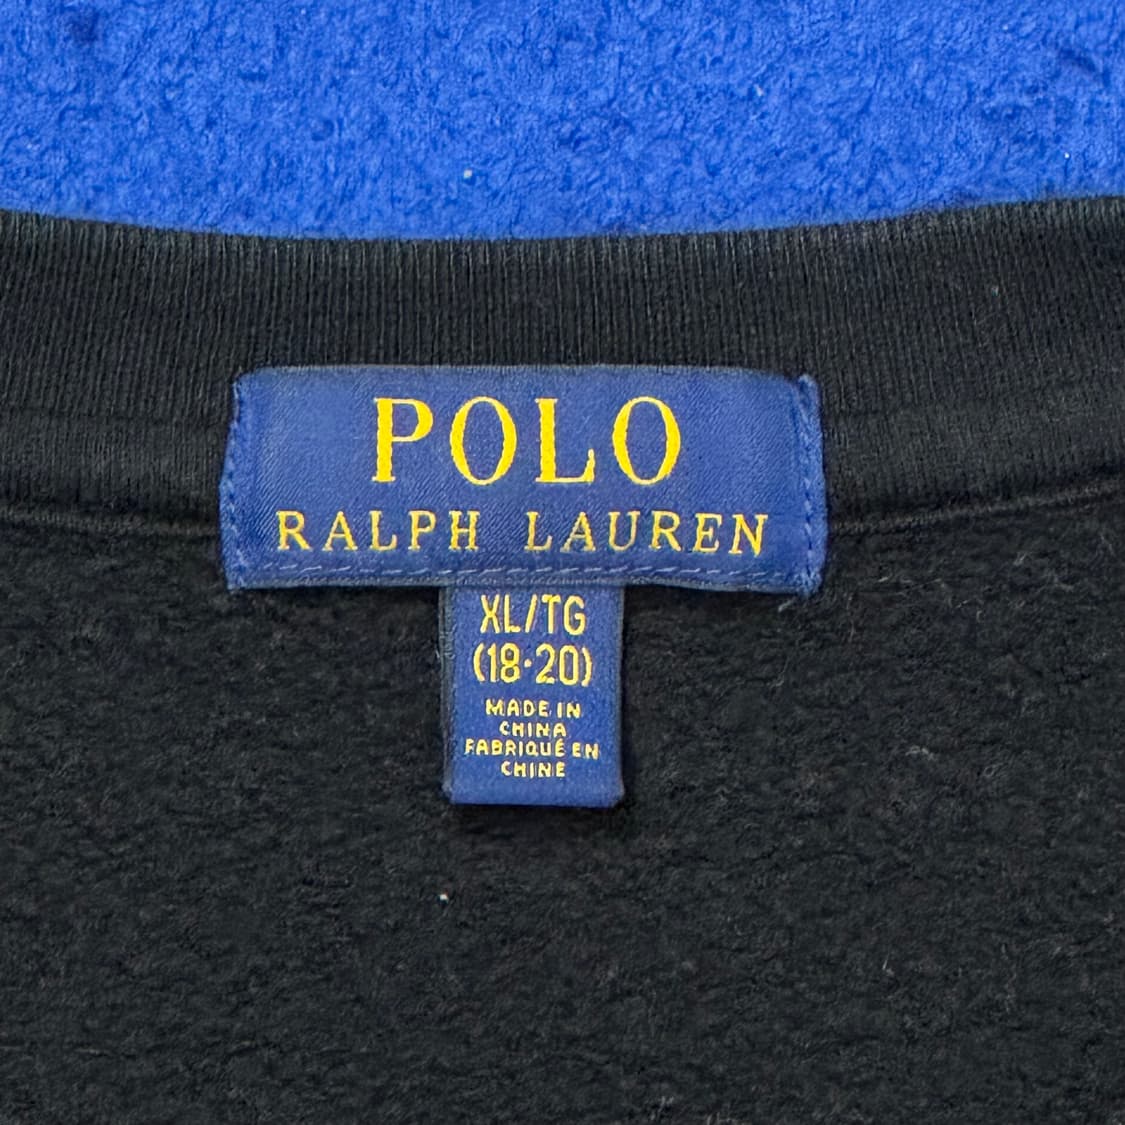 POLO
RALPH LAUREN
XL/TG
(18-20)
MADE IN
CHINA
FABRIQUÉ EN
CHINE